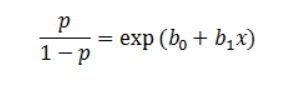 p / (1 − p) = exp (b₀ + b₁x)